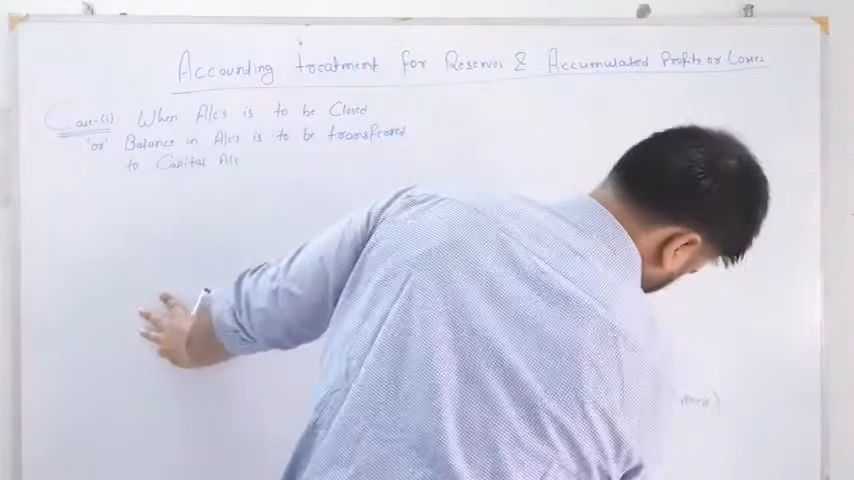 Accounting treatment for Reserves & Accumulated Profits or Losses
Case-(i) When A/c's is to be Closed
'or' Balance in A/c's is to be transferred
to Capital A/c